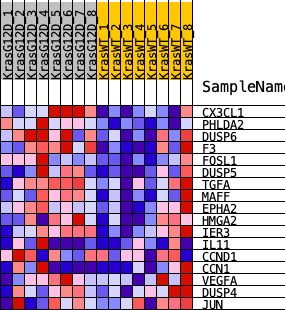 KrasG12D_1
KrasG12D_2
KrasG12D_3
KrasG12D_4
KrasG12D_5
KrasG12D_6
KrasG12D_7
KrasG12D_8
KrasWT_1
KrasWT_2
KrasWT_3
KrasWT_4
KrasWT_5
KrasWT_6
KrasWT_7
KrasWT_8
SampleName
CX3CL1
PHLDA2
DUSP6
F3
FOSL1
DUSP5
TGFA
MAFF
EPHA2
HMGA2
IER3
IL11
CCND1
CCN1
VEGFA
DUSP4
JUN